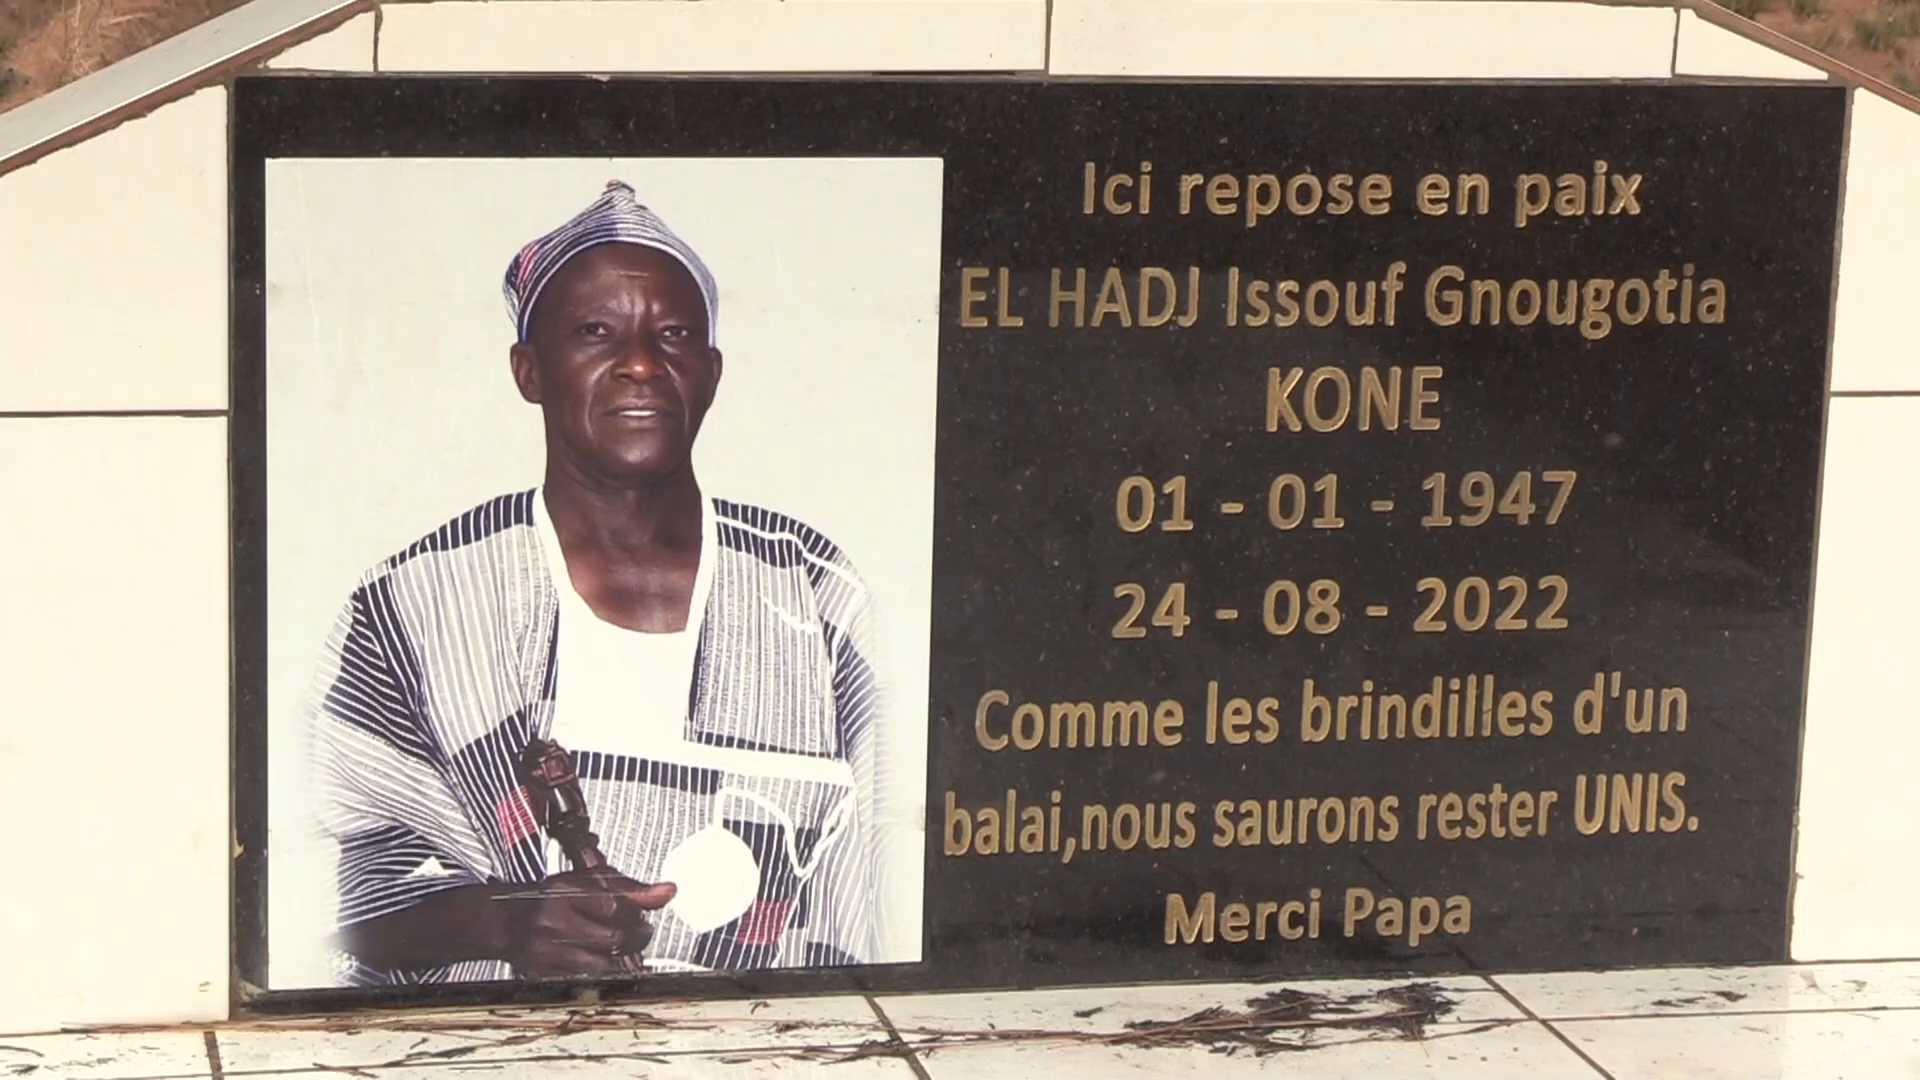 Ici repose en paix
EL HADJ Issouf Gnougotia
KONE
01 - 01 - 1947
24 - 08 - 2022
Comme les brindilles d'un
balai,nous saurons rester UNIS.
Merci Papa